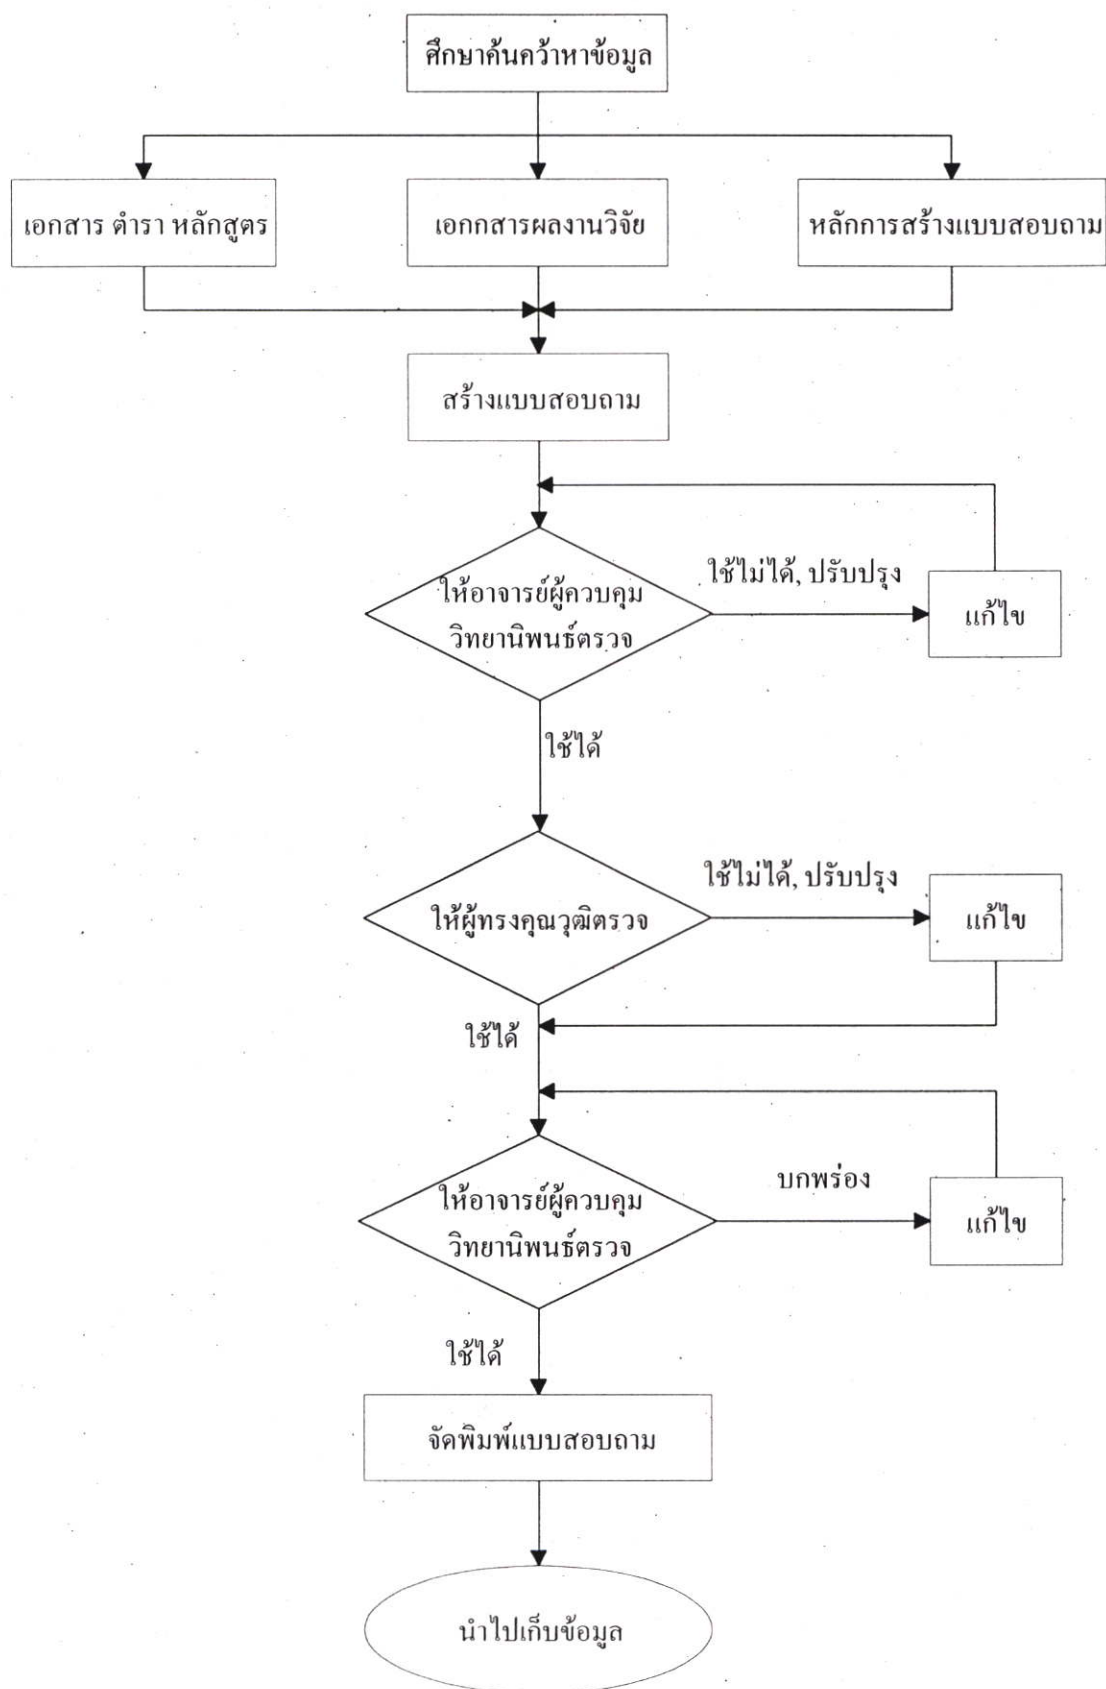 ศึกษาค้นคว้าหาข้อมูล
เอกสาร ตำรา หลักสูตร
เอกกสารผลงานวิจัย
หลักการสร้างแบบสอบถาม
สร้างแบบสอบถาม
ให้อาจารย์ผู้ควบคุม
วิทยานิพนธ์ตรวจ
ใช้ไม่ได้, ปรับปรุง
แก้ไข
ใช้ได้
ให้ผู้ทรงคุณวุฒิตรวจ
ใช้ไม่ได้, ปรับปรุง
แก้ไข
ใช้ได้
ให้อาจารย์ผู้ควบคุม
วิทยานิพนธ์ตรวจ
บกพร่อง
แก้ไข
ใช้ได้
จัดพิมพ์แบบสอบถาม
นำไปเก็บข้อมูล